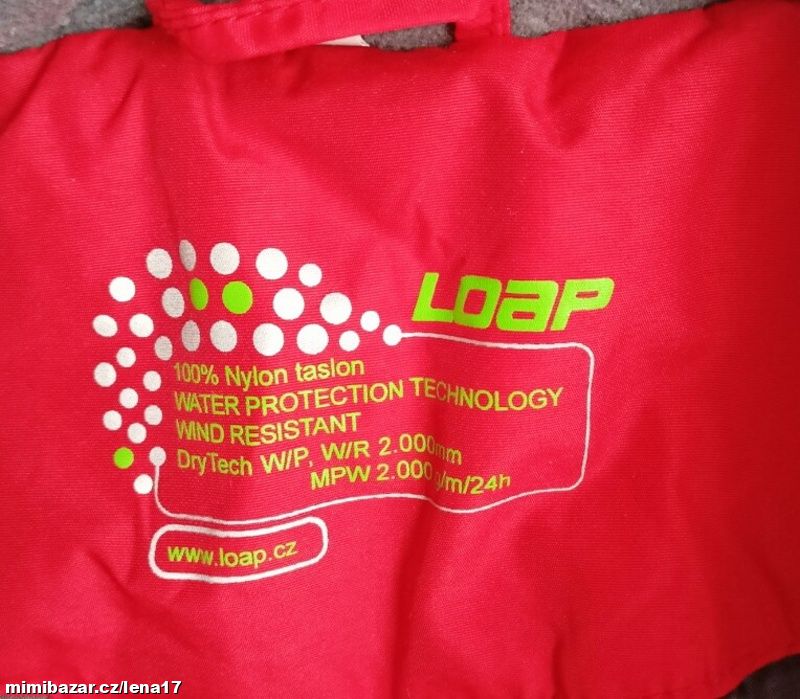 LOAP
100% Nylon taslon
WATER PROTECTION TECHNOLOGY
WIND RESISTANT
DryTech W/P, W/R 2.000mm
MPW 2.000 g/m/24h
www.loap.cz
mimibazar.cz/lena17